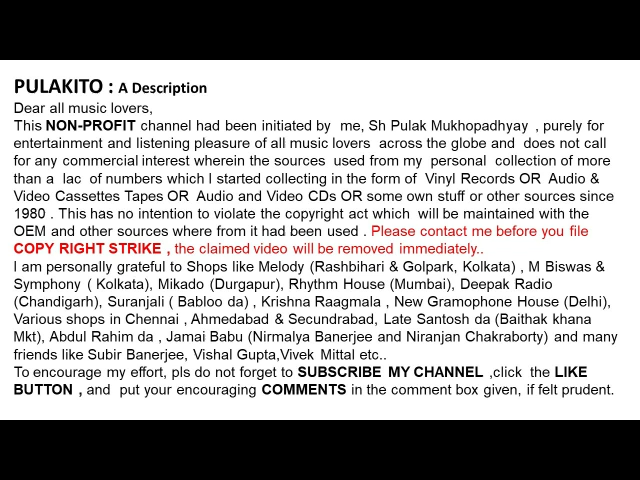 PULAKITO : A Description
Dear all music lovers,
This NON-PROFIT channel had been initiated by me, Sh Pulak Mukhopadhyay , purely for
entertainment and listening pleasure of all music lovers across the globe and does not call
for any commercial interest wherein the sources used from my personal collection of more
than a lac of numbers which I started collecting in the form of Vinyl Records OR Audio &
Video Cassettes Tapes OR Audio and Video CDs OR some own stuff or other sources since
1980 . This has no intention to violate the copyright act which will be maintained with the
OEM and other sources where from it had been used . Please contact me before you file
COPY RIGHT STRIKE , the claimed video will be removed immediately..
I am personally grateful to Shops like Melody (Rashbihari & Golpark, Kolkata) , M Biswas &
Symphony ( Kolkata), Mikado (Durgapur), Rhythm House (Mumbai), Deepak Radio
(Chandigarh), Suranjali ( Babloo da) , Krishna Raagmala , New Gramophone House (Delhi),
Various shops in Chennai , Ahmedabad & Secundrabad, Late Santosh da (Baithak khana
Mkt), Abdul Rahim da , Jamai Babu (Nirmalya Banerjee and Niranjan Chakraborty) and many
friends like Subir Banerjee, Vishal Gupta,Vivek Mittal etc..
To encourage my effort, pls do not forget to SUBSCRIBE MY CHANNEL ,click the LIKE
BUTTON , and put your encouraging COMMENTS in the comment box given, if felt prudent.